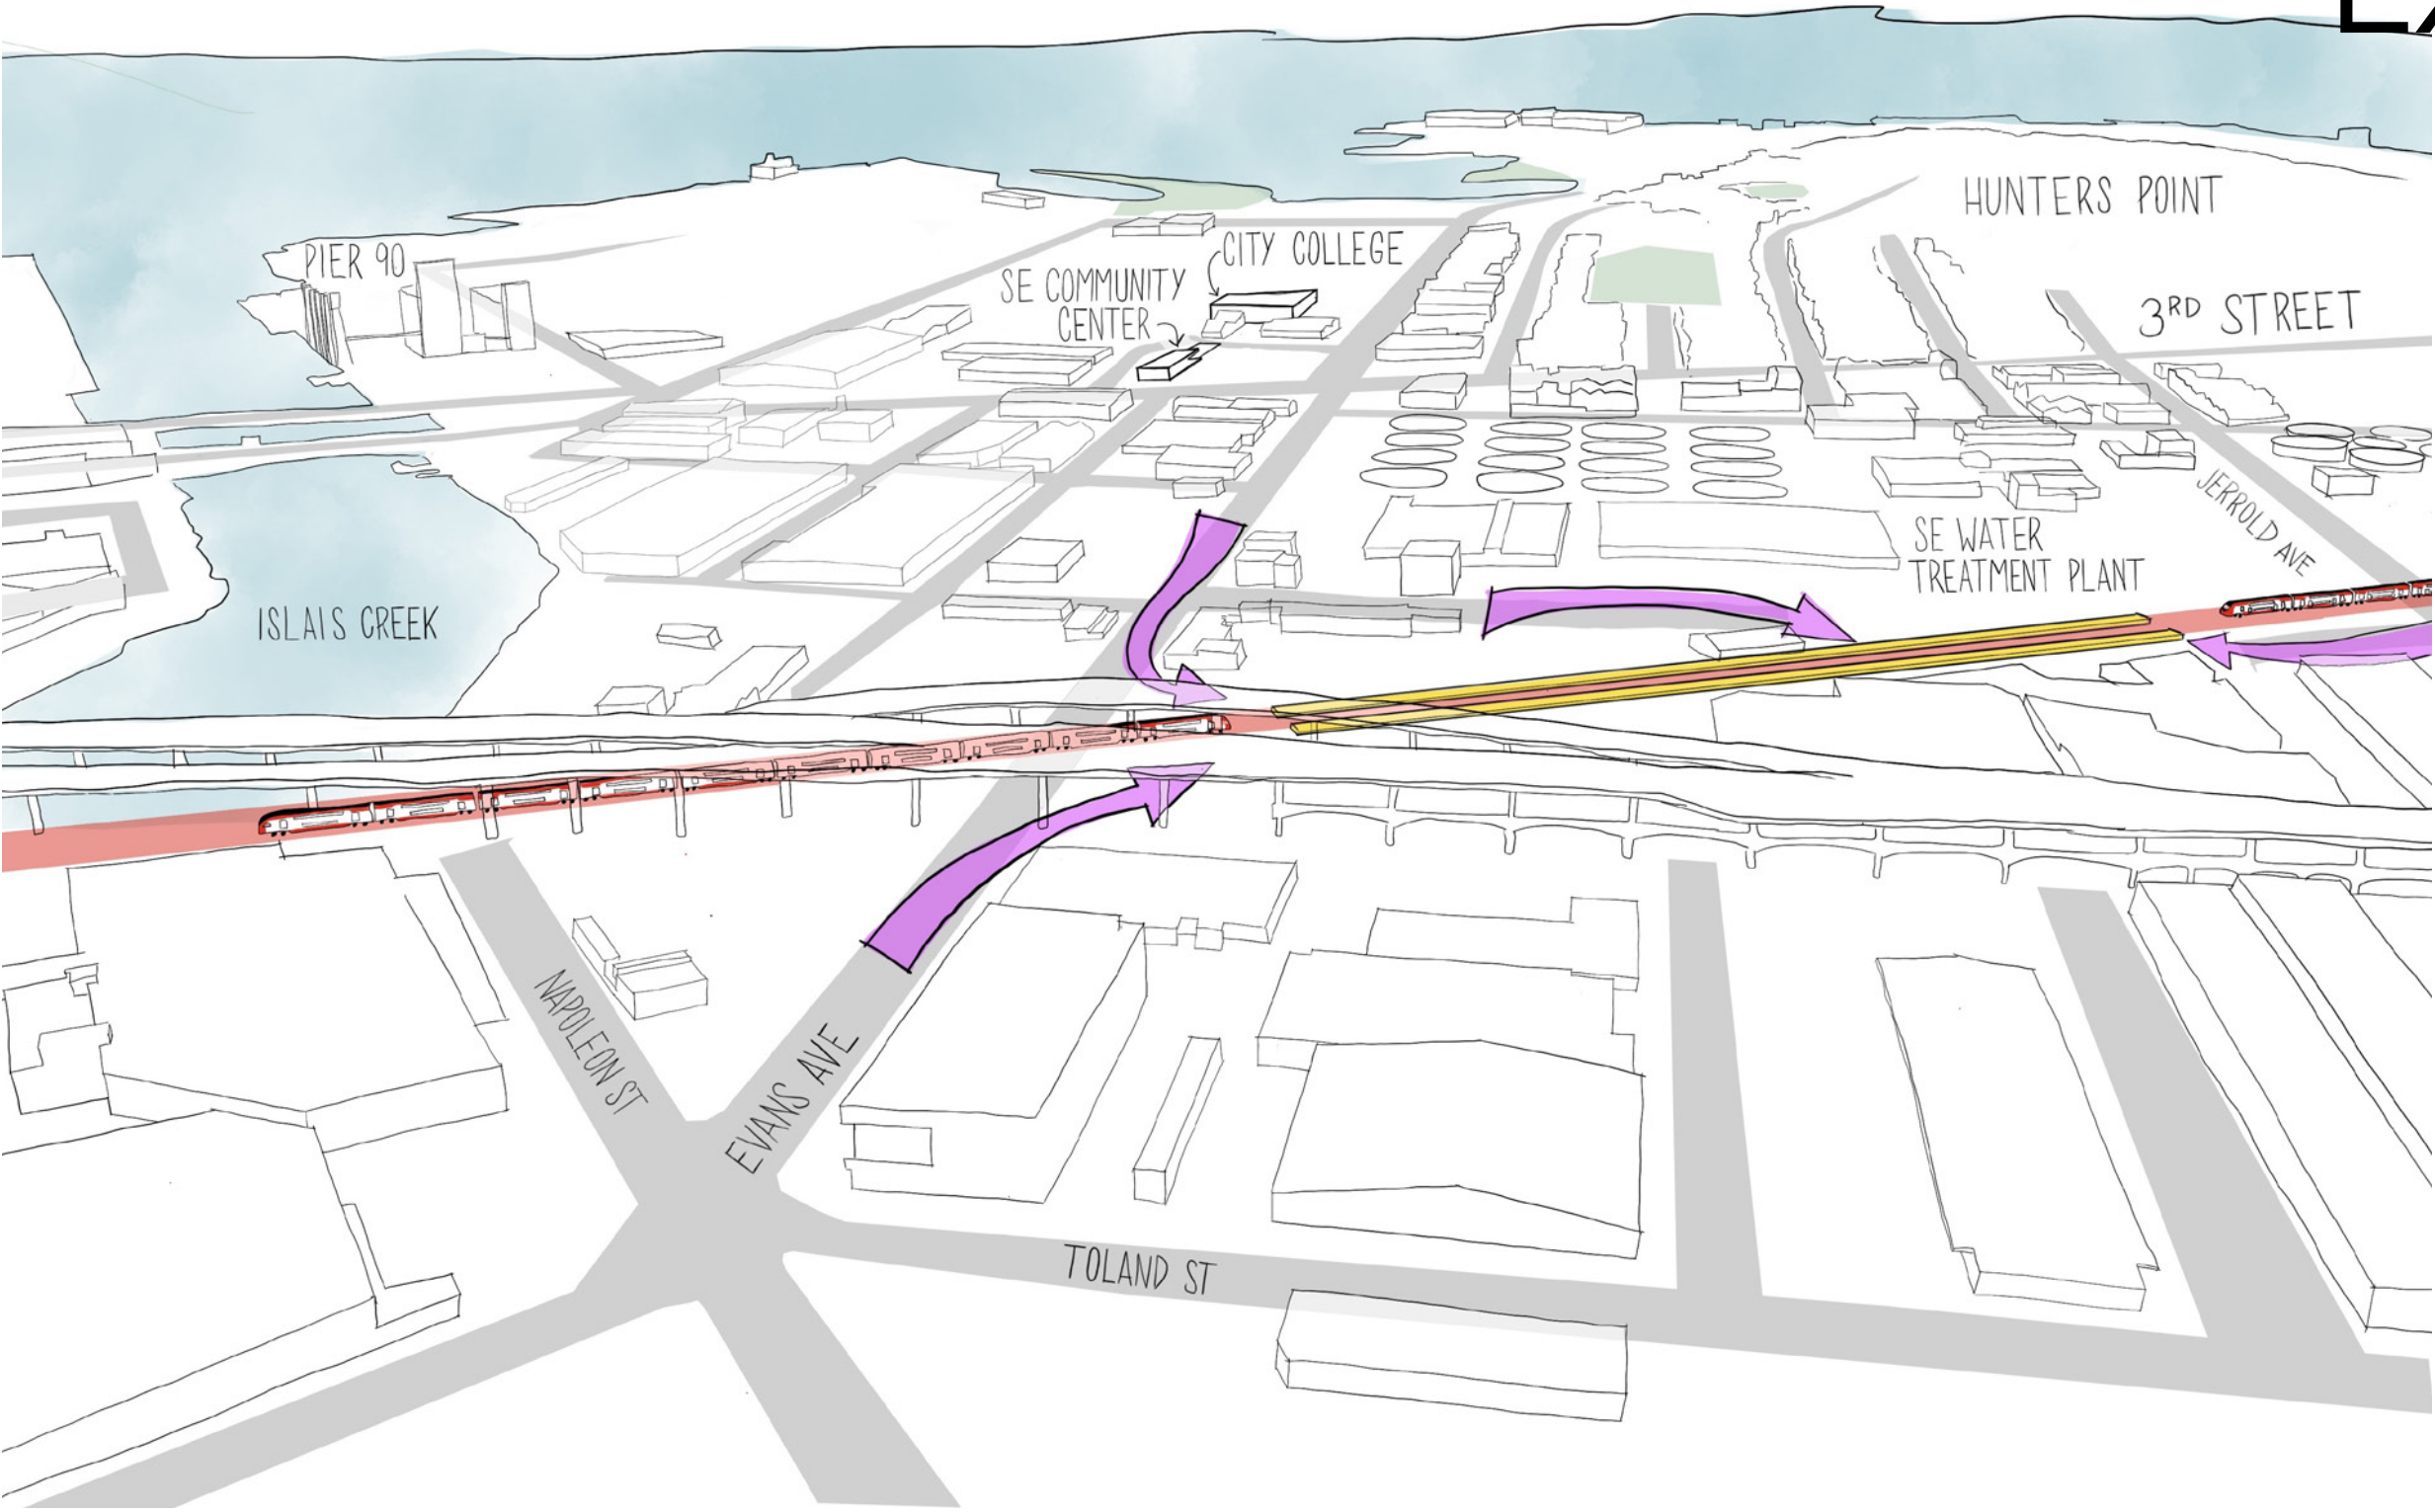 HUNTERS POINT
PIER 90
CITY COLLEGE
SE COMMUNITY
CENTER
3RD STREET
JERROLD AVE
SE WATER
TREATMENT PLANT
ISLAIS CREEK
NAPOLEON ST
EVANS AVE
TOLAND ST